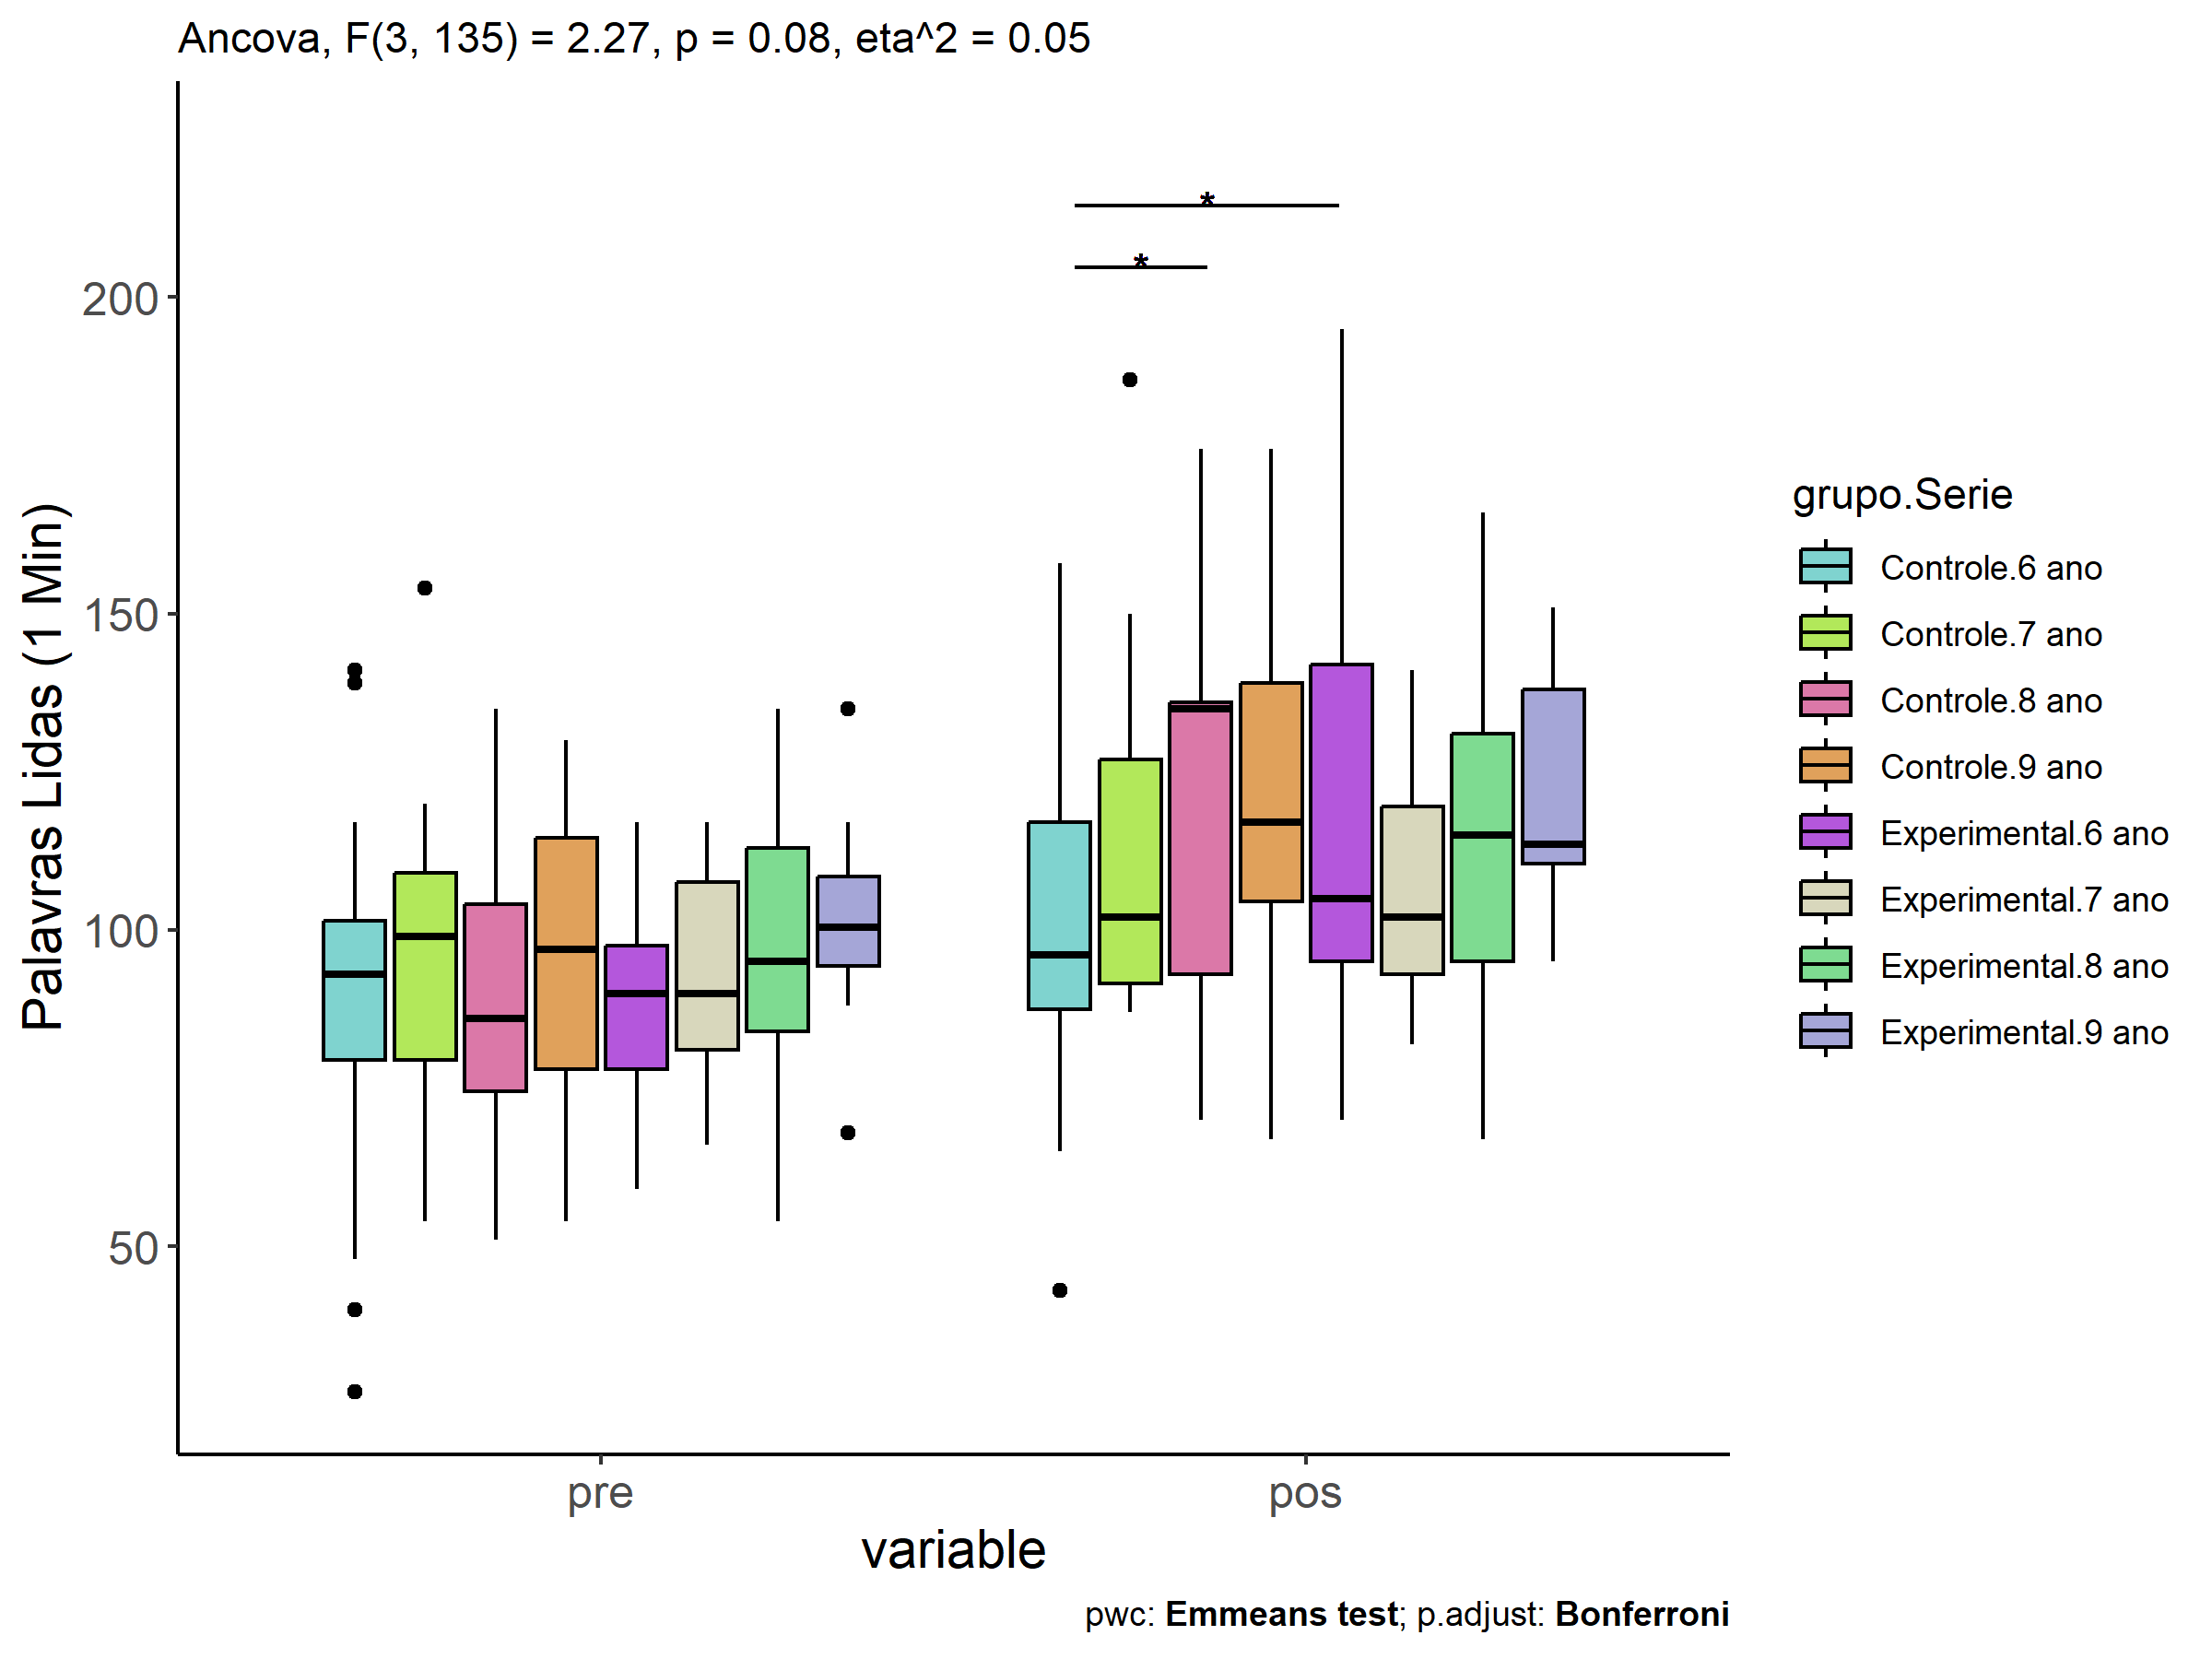 Ancova, F(3, 135) = 2.27, p = 0.08, eta^2 = 0.05
Palavras Lidas (1 Min)
200
150
100
50
*
*
pre
pos
variable
grupo.Serie
Controle.6 ano
Controle.7 ano
Controle.8 ano
Controle.9 ano
Experimental.6 ano
Experimental.7 ano
Experimental.8 ano
Experimental.9 ano
pwc: Emmeans test; p.adjust: Bonferroni